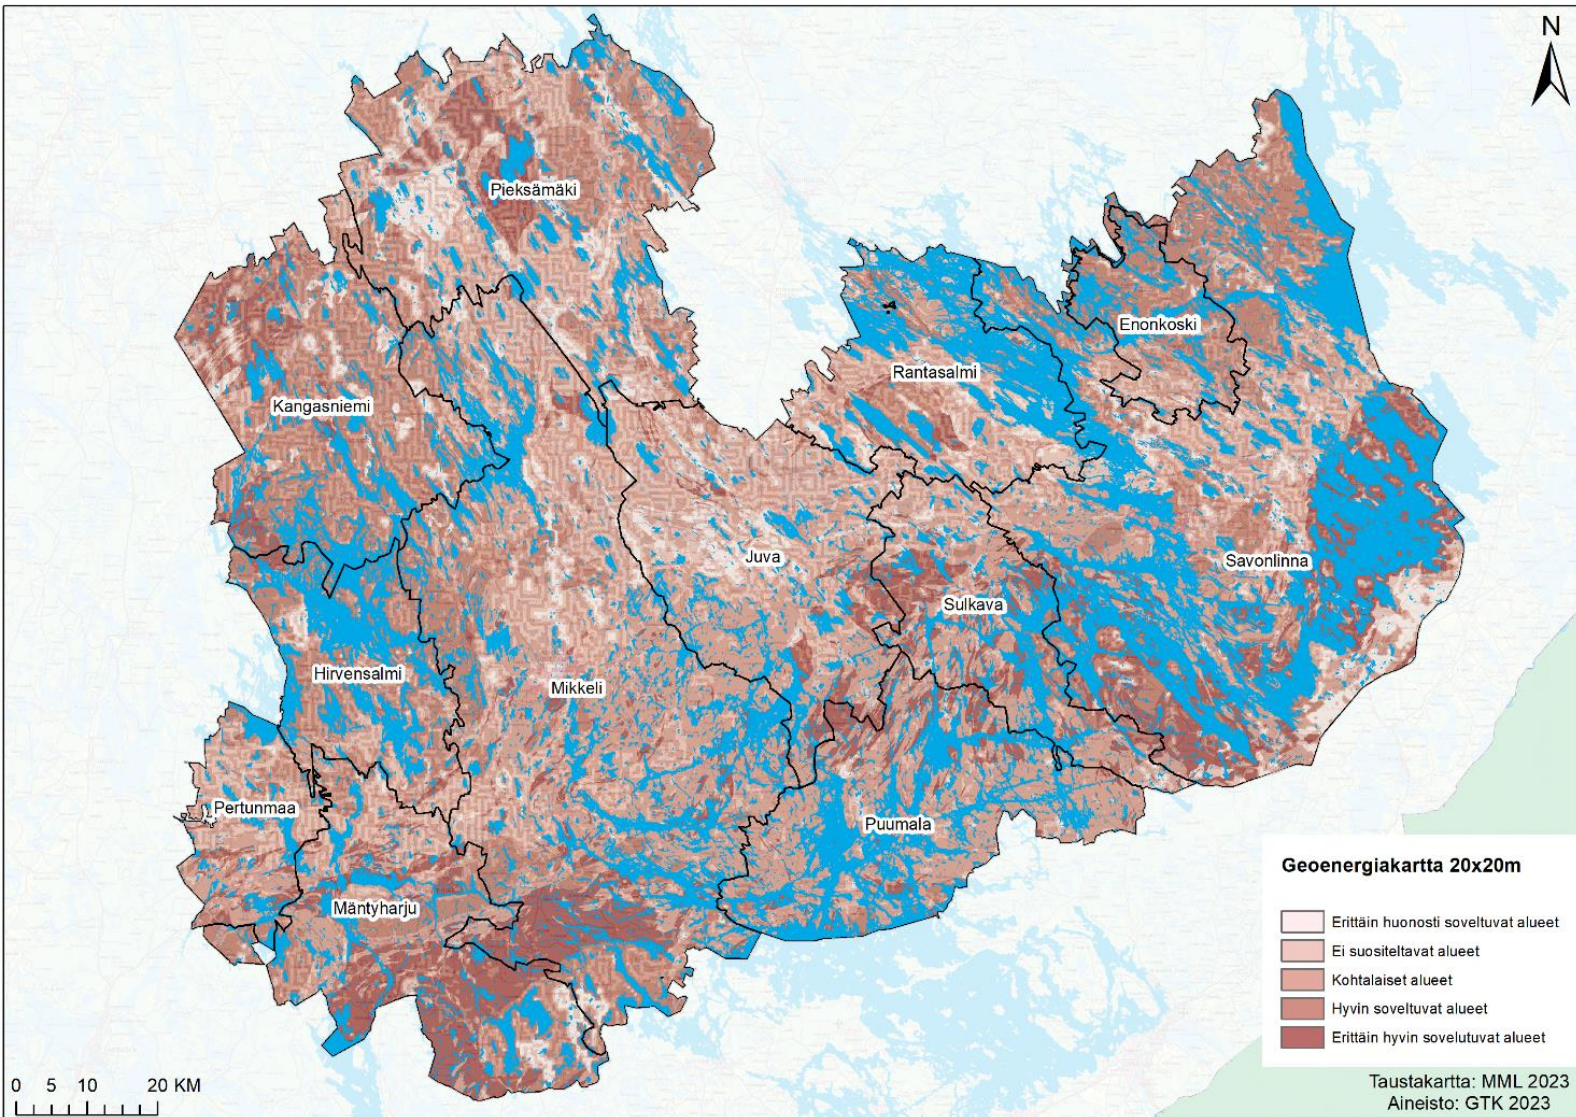 N
Pieksämäki
Enonkoski
Rantasalmi
Kangasniemi
Juva
Savonlinna
Sulkava
Hirvensalmi
Mikkeli
Pertunmaa
Puumala
Mäntyharju
Geoenergiakartta 20x20m
Erittäin huonosti soveltuvat alueet
Ei suositeltavat alueet
Kohtalaiset alueet
Hyvin soveltuvat alueet
Erittäin hyvin sovelutuvat alueet
0 5 10 20 KM
Taustakartta: MML 2023
Aineisto: GTK 2023